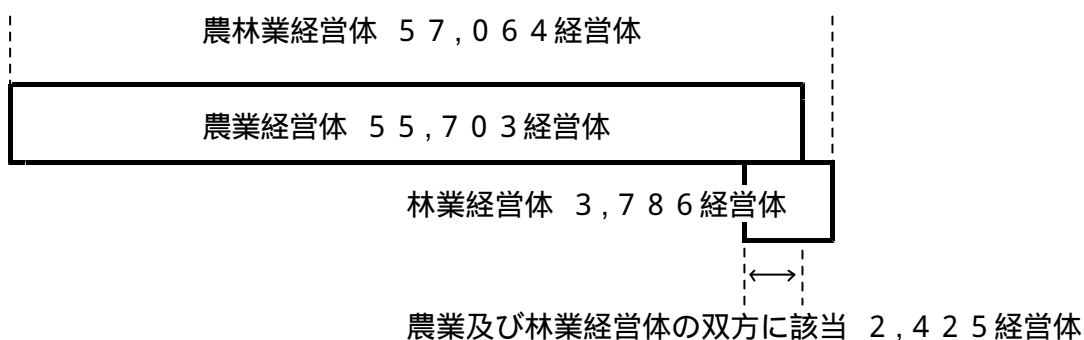 農林業経営体 ５７,０６４経営体
農業経営体 ５５,７０３経営体
林業経営体 ３,７８６経営体
農業及び林業経営体の双方に該当 ２,４２５経営体